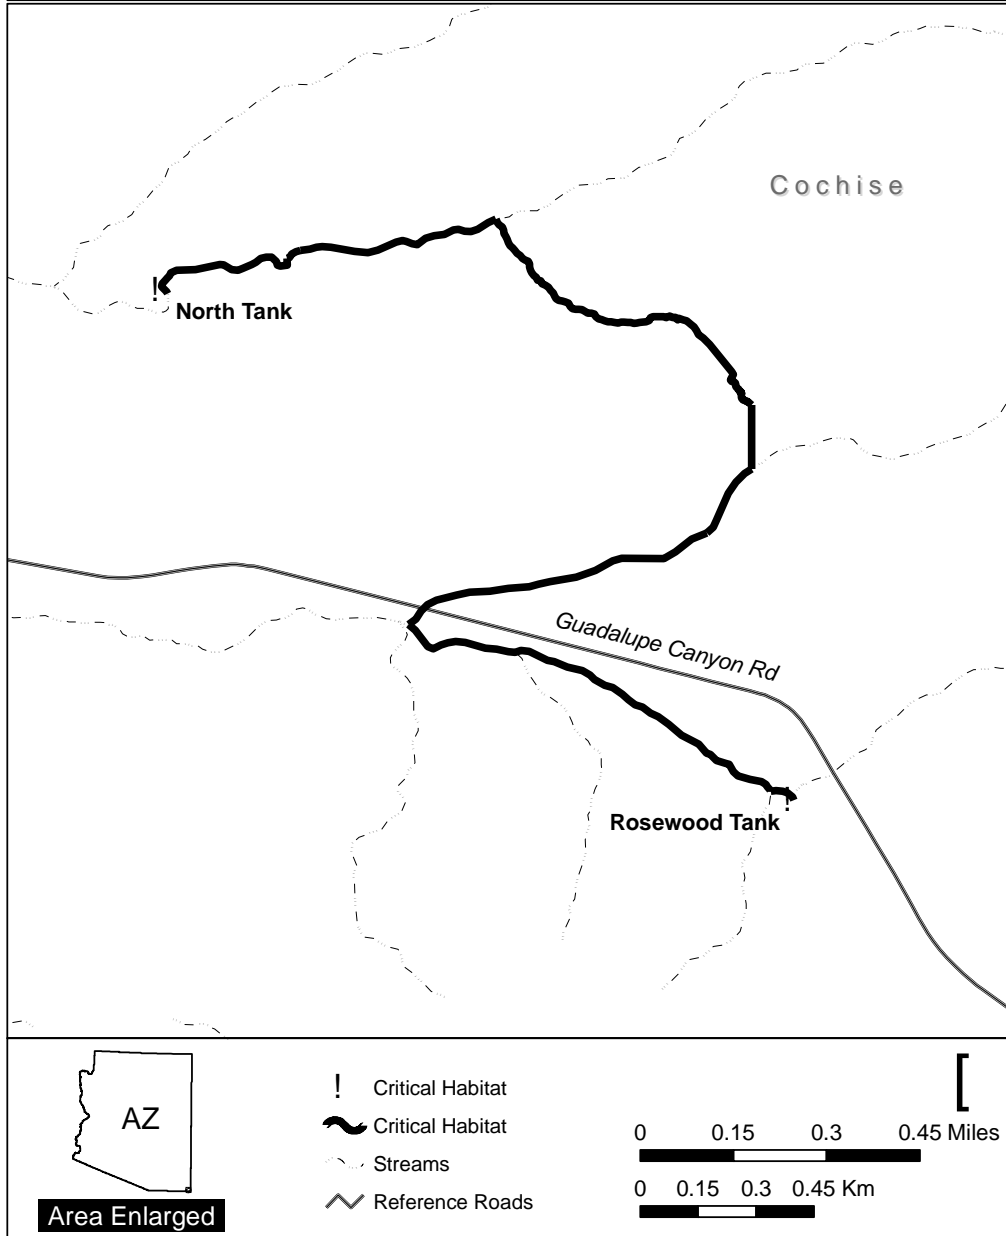 Cochise
North Tank
Guadalupe Canyon Rd
Rosewood Tank
AZ
Area Enlarged
! Critical Habitat
Critical Habitat
Streams
Reference Roads
0 0.15 0.3 0.45 Miles
0 0.15 0.3 0.45 Km